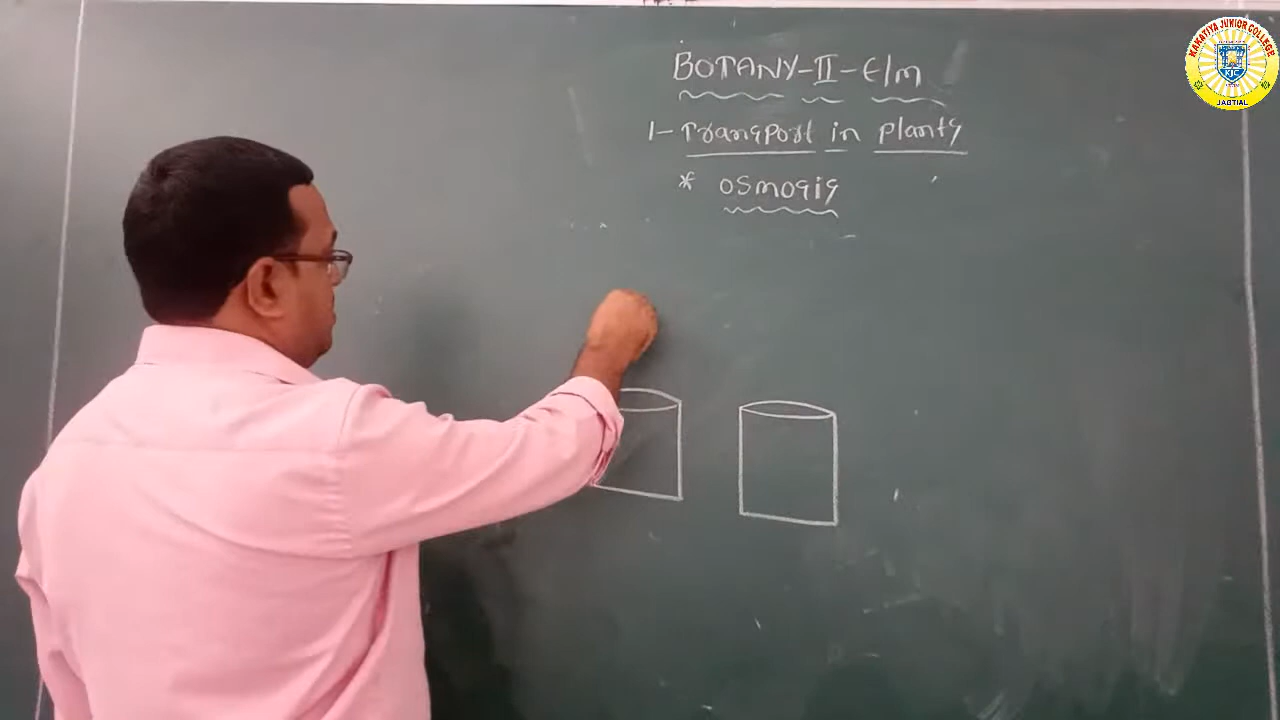 BOTANY-II-E/M
1- Transport in plants
* Osmosis
KAKATIYA JUNIOR COLLEGE
KJC
JAGTIAL